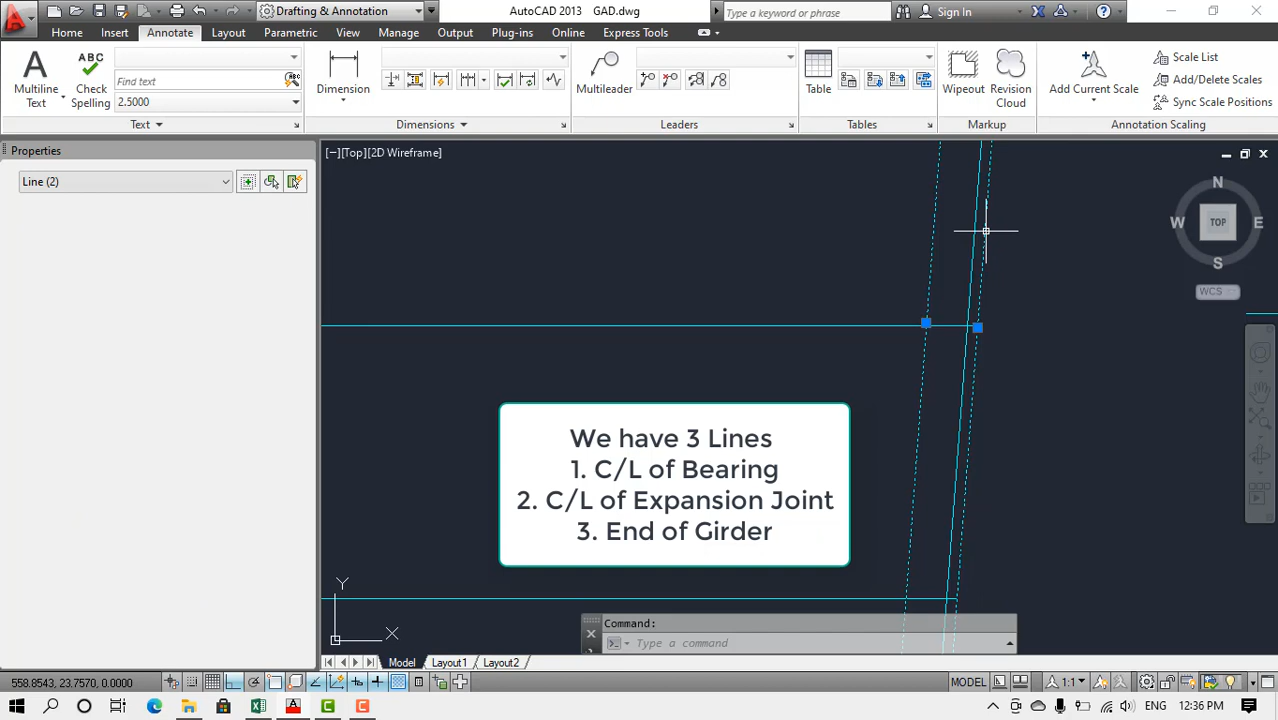 Drafting & Annotation
AutoCAD 2013 GAD.dwg
Type a keyword or phrase
Sign In
Home Insert Annotate Layout Parametric View Manage Output Plug-ins Online Express Tools
Multiline Text
ABC
Check Spelling
Find text
2.5000
Dimension
Multileader
Table
Wipeout
Revision Cloud
Add Current Scale
Scale List
Add/Delete Scales
Sync Scale Positions
Text Dimensions Leaders Tables Markup Annotation Scaling
Properties
Line (2)
[−][Top][2D Wireframe]
N
W TOP E
S
WCS
We have 3 Lines
1. C/L of Bearing
2. C/L of Expansion Joint
3. End of Girder
Y
X
Command:
Type a command
Model Layout1 Layout2
558.8543, 23.7570, 0.0000
MODEL
1:1
ENG 12:36 PM